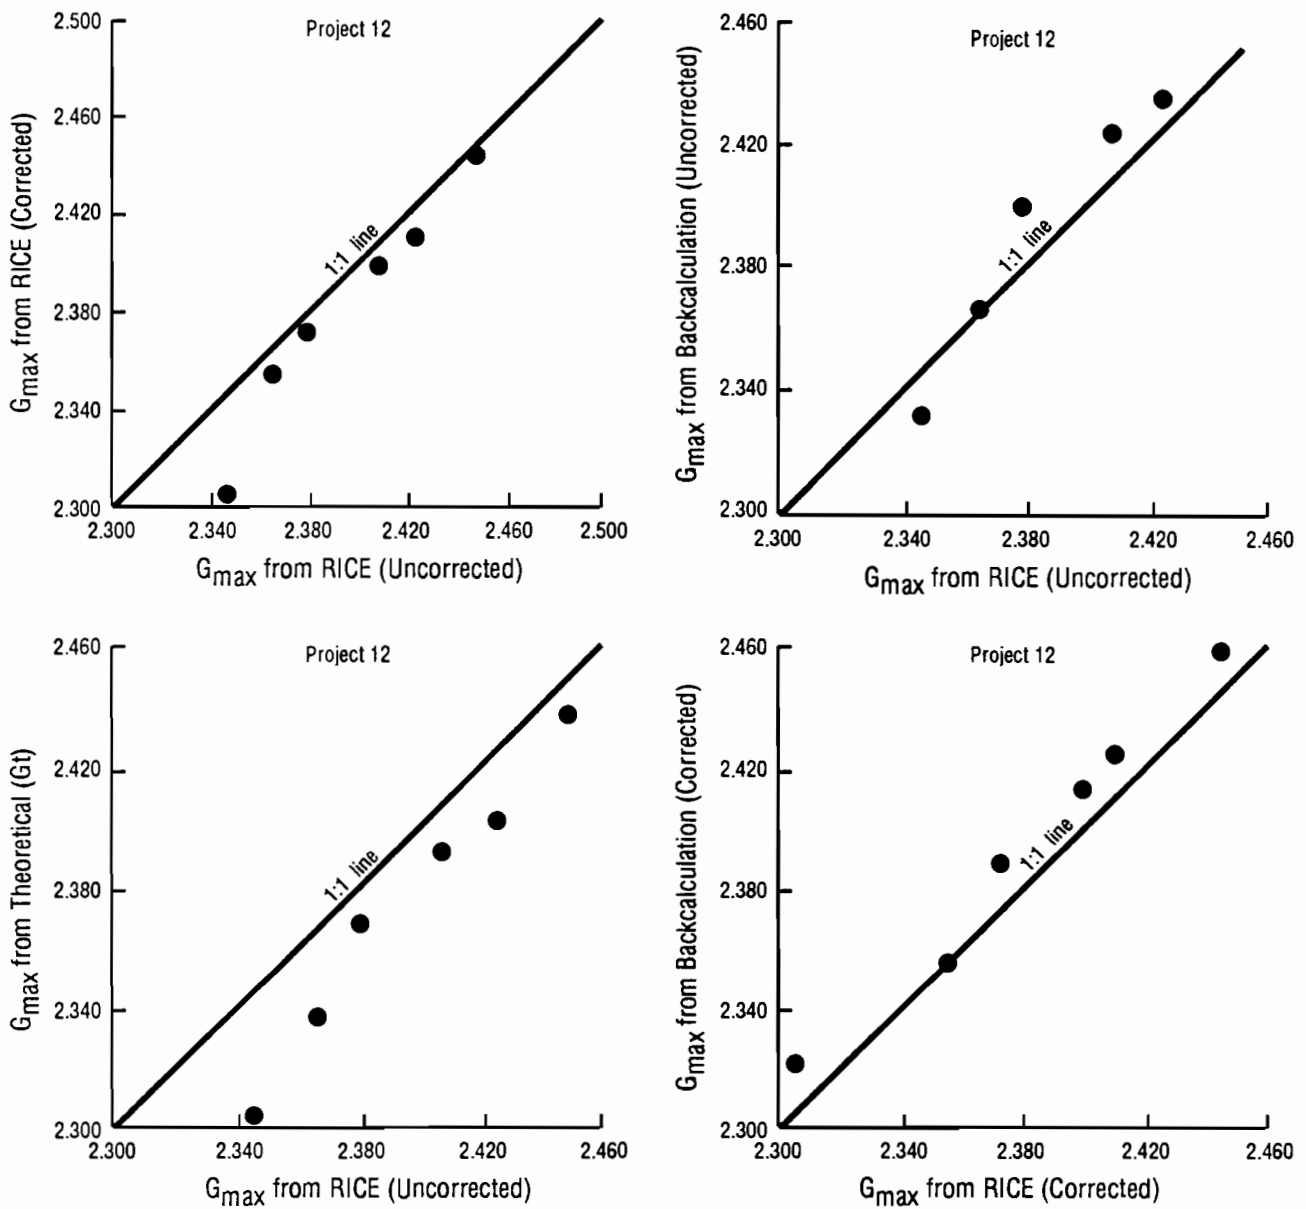 Project 12
2.500
2.460
2.420
2.380
2.340
2.300
Gmax from RICE (Corrected)
1:1 line
2.300 2.340 2.380 2.420 2.460 2.500
Gmax from RICE (Uncorrected)
Project 12
2.460
2.420
2.380
2.340
2.300
Gmax from Backcalculation (Uncorrected)
1:1 line
2.300 2.340 2.380 2.420 2.460
Gmax from RICE (Uncorrected)
Project 12
2.460
2.420
2.380
2.340
2.300
Gmax from Theoretical (Gt)
1:1 line
2.300 2.340 2.380 2.420 2.460
Gmax from RICE (Uncorrected)
Project 12
2.460
2.420
2.380
2.340
2.300
Gmax from Backcalculation (Corrected)
1:1 line
2.300 2.340 2.380 2.420 2.460
Gmax from RICE (Corrected)